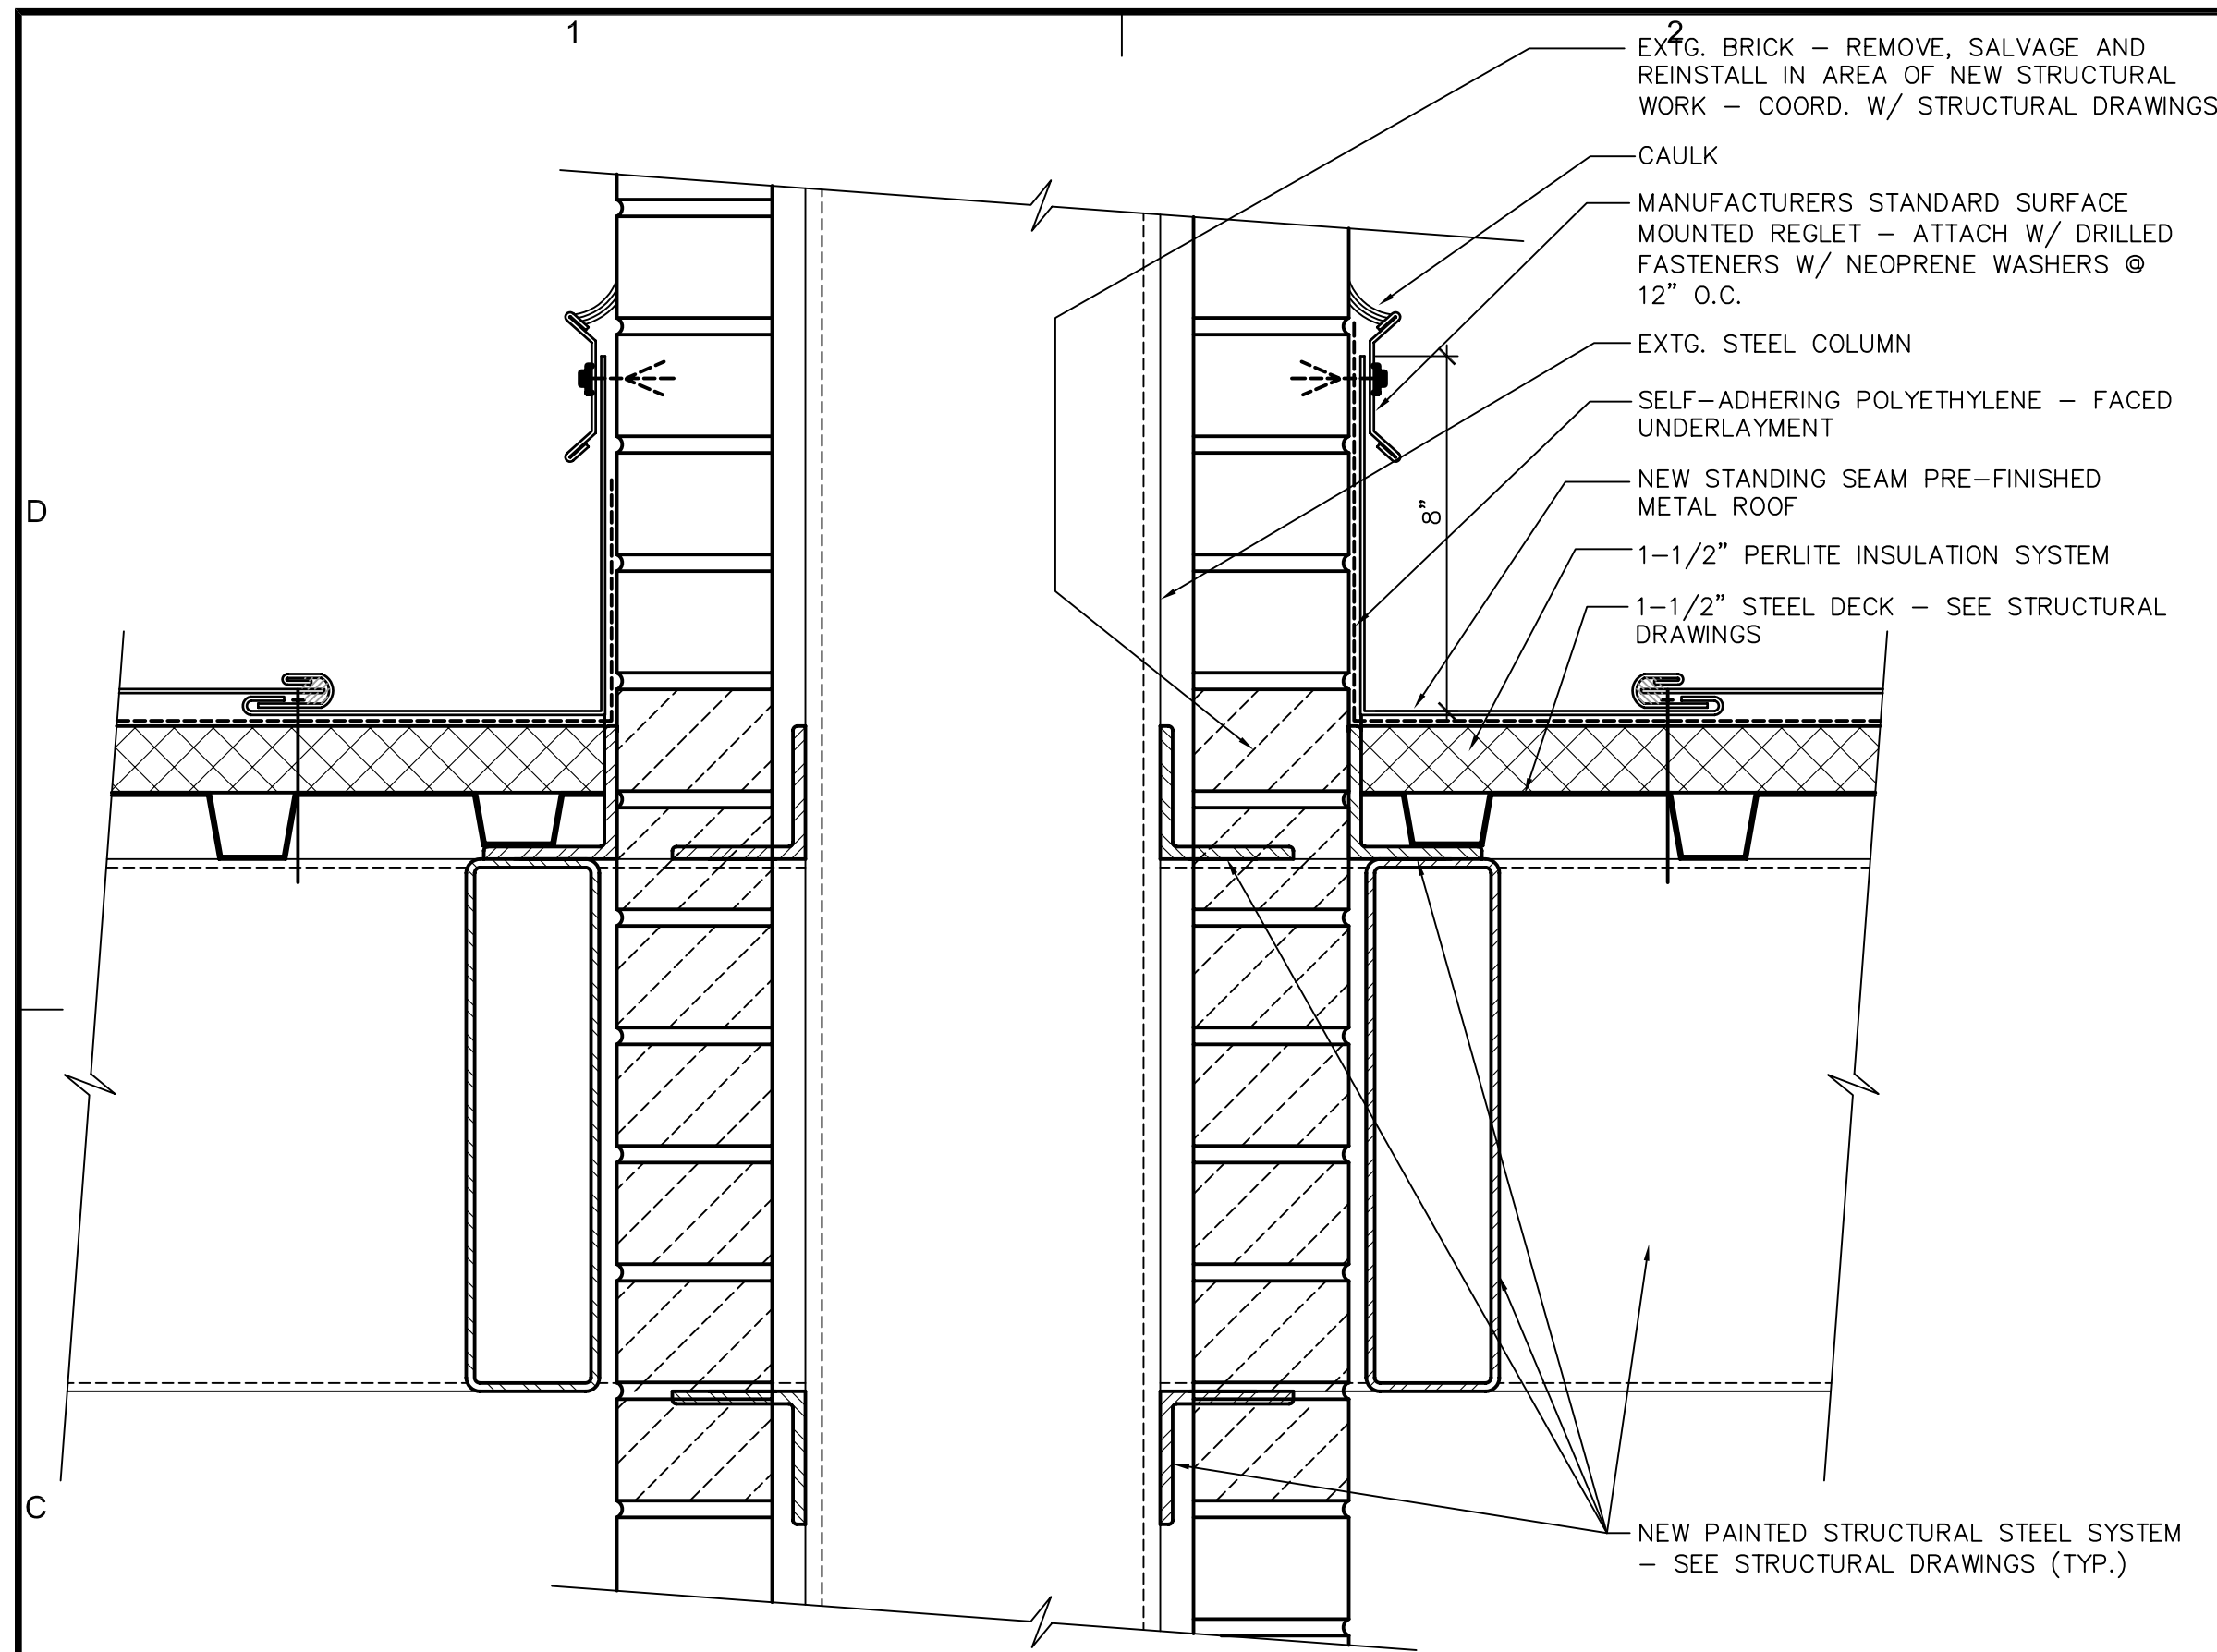 1
2
EXTG. BRICK – REMOVE, SALVAGE AND
REINSTALL IN AREA OF NEW STRUCTURAL
WORK – COORD. W/ STRUCTURAL DRAWINGS
CAULK
MANUFACTURERS STANDARD SURFACE
MOUNTED REGLET – ATTACH W/ DRILLED
FASTENERS W/ NEOPRENE WASHERS @
12” O.C.
EXTG. STEEL COLUMN
SELF–ADHERING POLYETHYLENE – FACED
UNDERLAYMENT
NEW STANDING SEAM PRE–FINISHED
METAL ROOF
D
8”
1–1/2” PERLITE INSULATION SYSTEM
1–1/2” STEEL DECK – SEE STRUCTURAL
DRAWINGS
C
NEW PAINTED STRUCTURAL STEEL SYSTEM
– SEE STRUCTURAL DRAWINGS (TYP.)